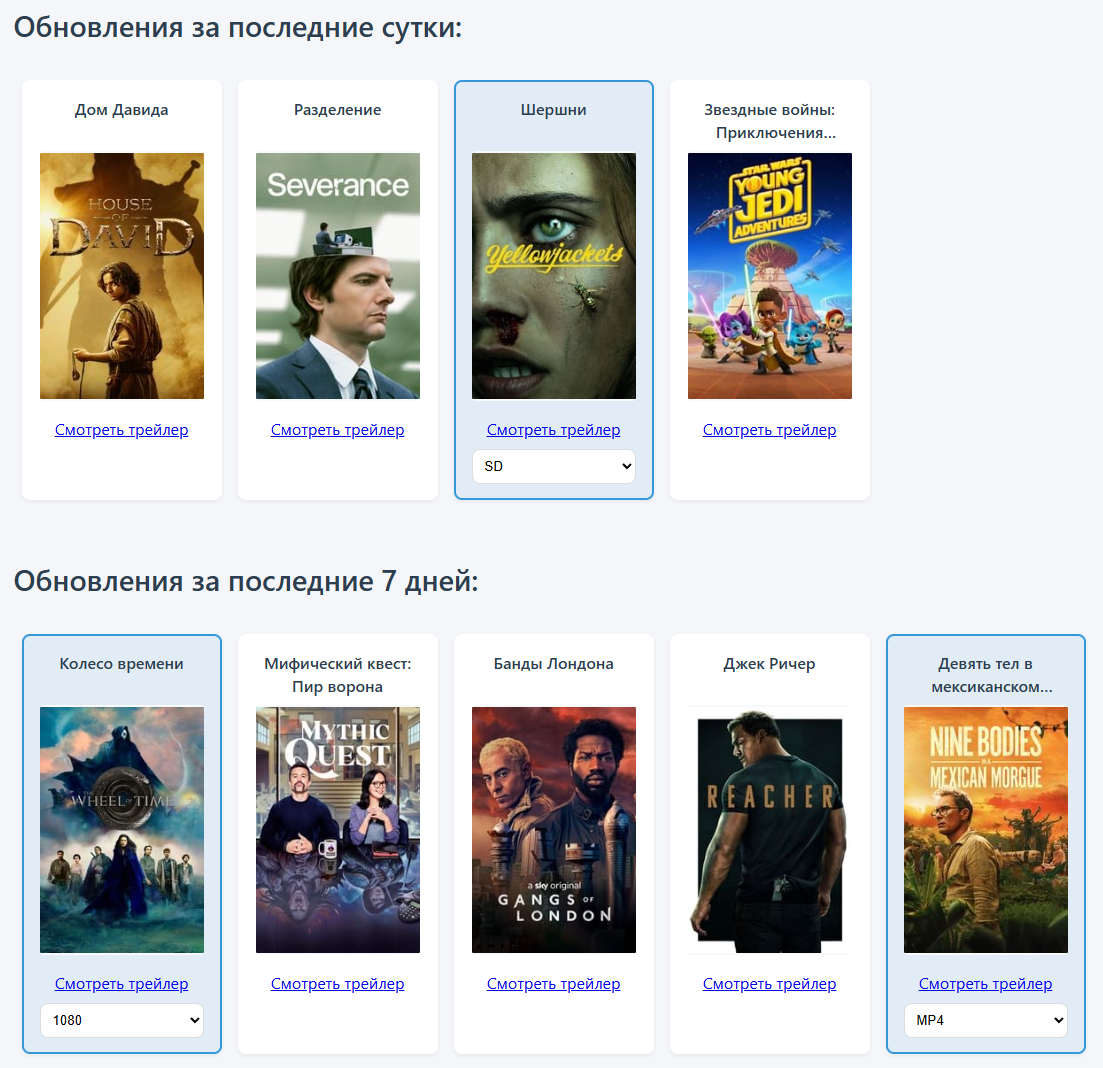 Обновления за последние сутки:
Дом Давида
HOUSE
OF
DAVID
Смотреть трейлер
Разделение
Severance
Смотреть трейлер
Шершни
Yellowjackets
Смотреть трейлер
SD
Звездные войны:
Приключения...
STAR WARS
YOUNG
JEDI
ADVENTURES
Смотреть трейлер
Обновления за последние 7 дней:
Колесо времени
THE
WHEEL OF TIME
Смотреть трейлер
1080
Мифический квест:
Пир ворона
MYTHIC
QUEST
Смотреть трейлер
Банды Лондона
a sky original
GANGS OF
LONDON
Смотреть трейлер
Джек Ричер
REACHER
Смотреть трейлер
Девять тел в
мексиканском...
NINE BODIES
IN A
MEXICAN MORGUE
Смотреть трейлер
MP4